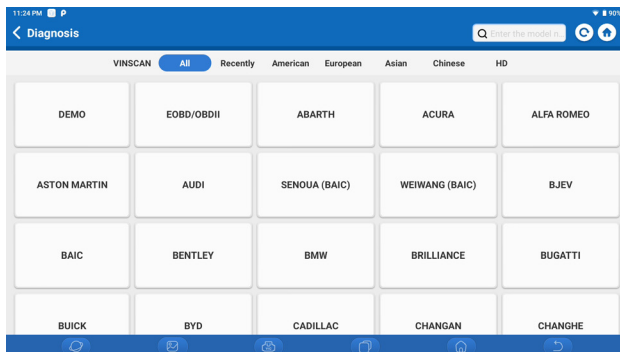 11:24 PM P 90%
Diagnosis Enter the model n...
VINSCAN All Recently American European Asian Chinese HD
DEMO EOBD/OBDII ABARTH ACURA ALFA ROMEO
ASTON MARTIN AUDI SENOUA (BAIC) WEIWANG (BAIC) BJEV
BAIC BENTLEY BMW BRILLIANCE BUGATTI
BUICK BYD CADILLAC CHANGAN CHANGHE